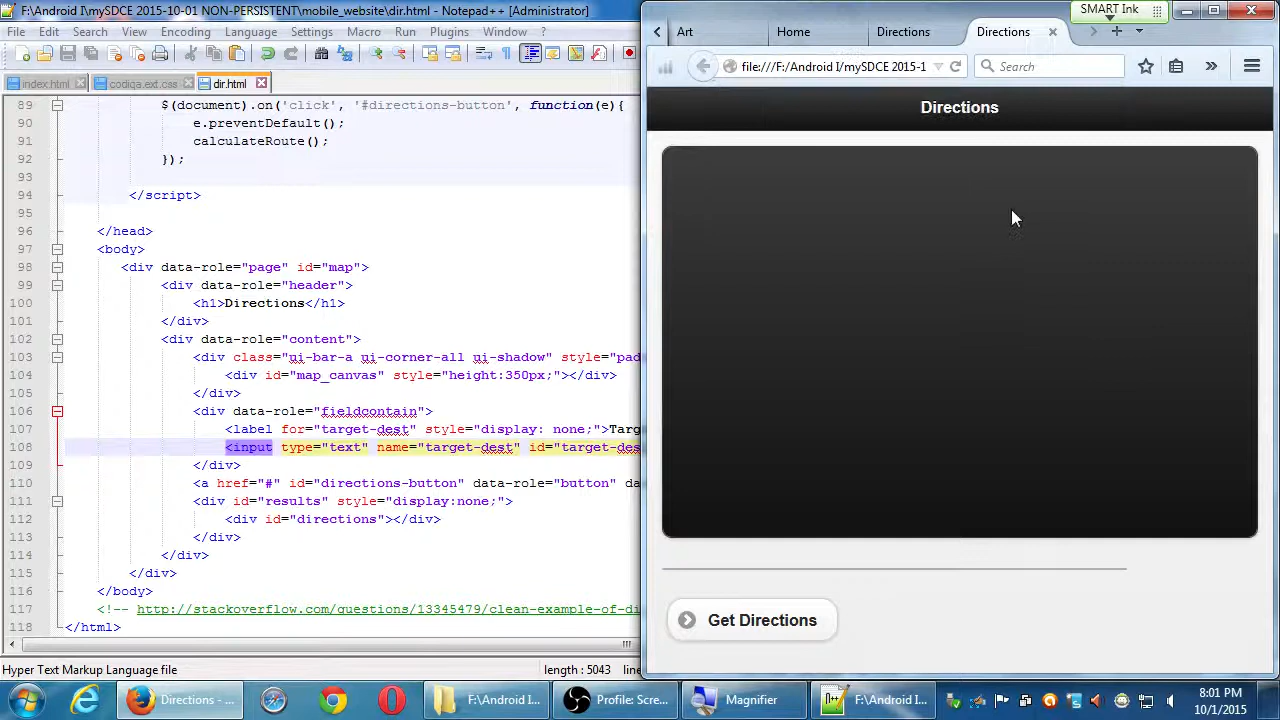 F:\Android I\mySDCE 2015-10-01 NON-PERSISTENT\mobile_website\dir.html - Notepad++ [Administrator]
SMART Ink
File Edit Search View Encoding Language Settings Macro Run Plugins Window ?
Art Home Directions Directions
file:///F:/Android I/mySDCE 2015-1 Search
index.html codiqa.ext.css dir.html
89 $(document).on('click', '#directions-button', function(e){
90 e.preventDefault();
91 calculateRoute();
92 });
93
94 </script>
95
96 </head>
97 <body>
98 <div data-role="page" id="map">
99 <div data-role="header">
100 <h1>Directions</h1>
101 </div>
102 <div data-role="content">
103 <div class="ui-bar-a ui-corner-all ui-shadow" style="pad
104 <div id="map_canvas" style="height:350px;"></div>
105 </div>
106 <div data-role="fieldcontain">
107 <label for="target-dest" style="display: none;">Targ
108 <input type="text" name="target-dest" id="target-des
109 </div>
110 <a href="#" id="directions-button" data-role="button" da
111 <div id="results" style="display:none;">
112 <div id="directions"></div>
113 </div>
114 </div>
115 </div>
116 </body>
117 <!-- http://stackoverflow.com/questions/13345479/clean-example-of-di
118 </html>
Directions
Get Directions
Hyper Text Markup Language file length : 5043 line
Directions - ... F:\Android I... Profile: Scre... Magnifier F:\Android I...
8:01 PM
10/1/2015